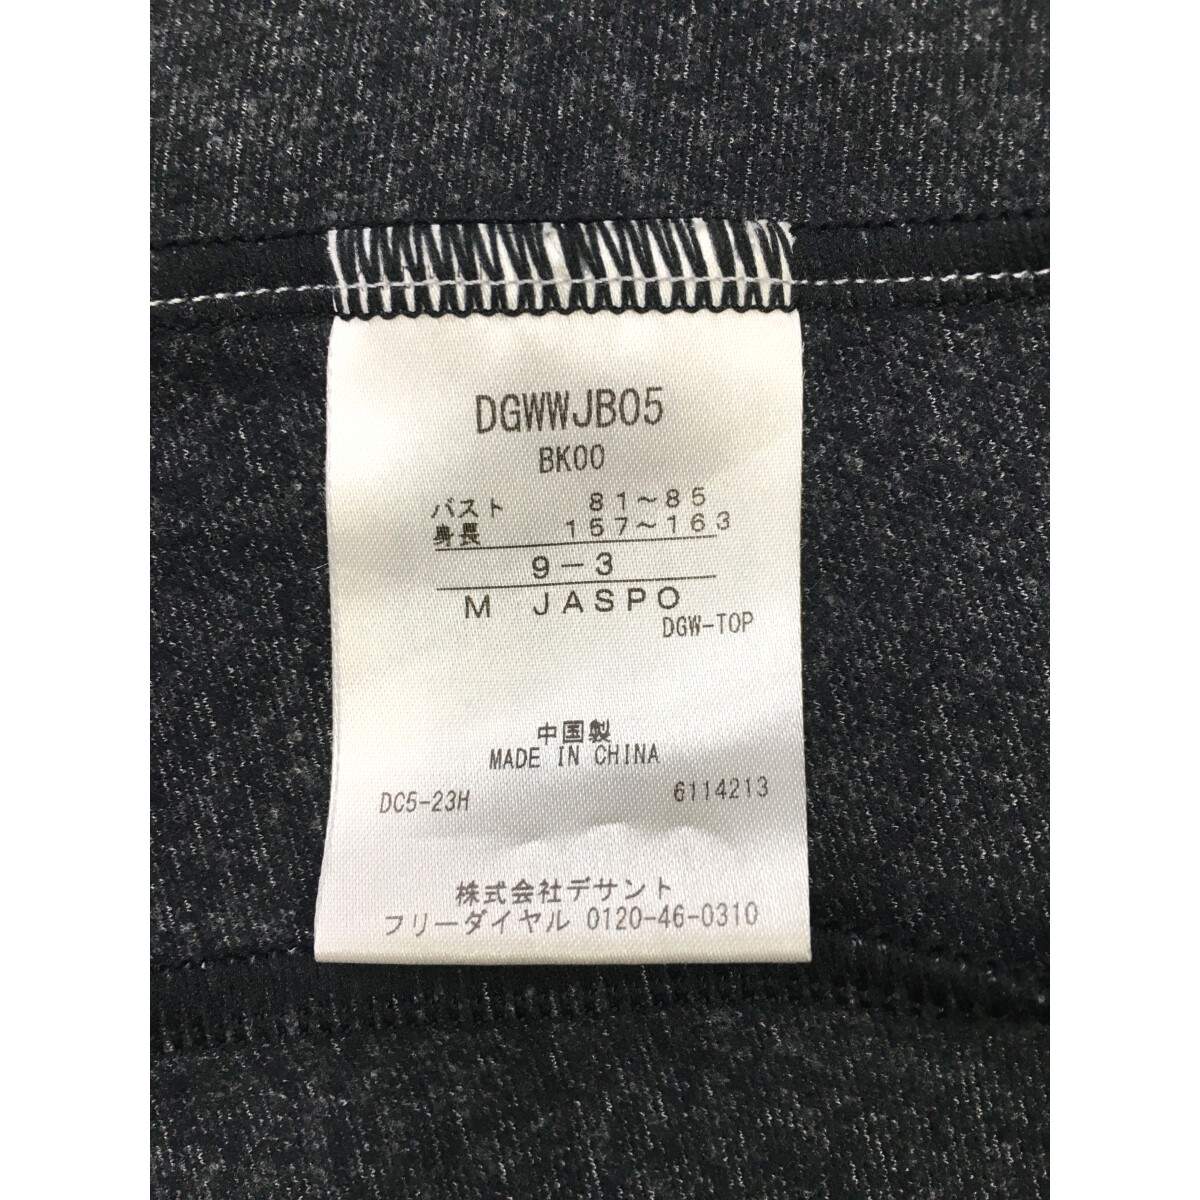 DGWWJB05
BK00
バスト 81～85
身長 157～163
9－3
M JASPO
DGW-TOP
中国製
MADE IN CHINA
DC5-23H 6114213
株式会社デサント
フリーダイヤル 0120-46-0310